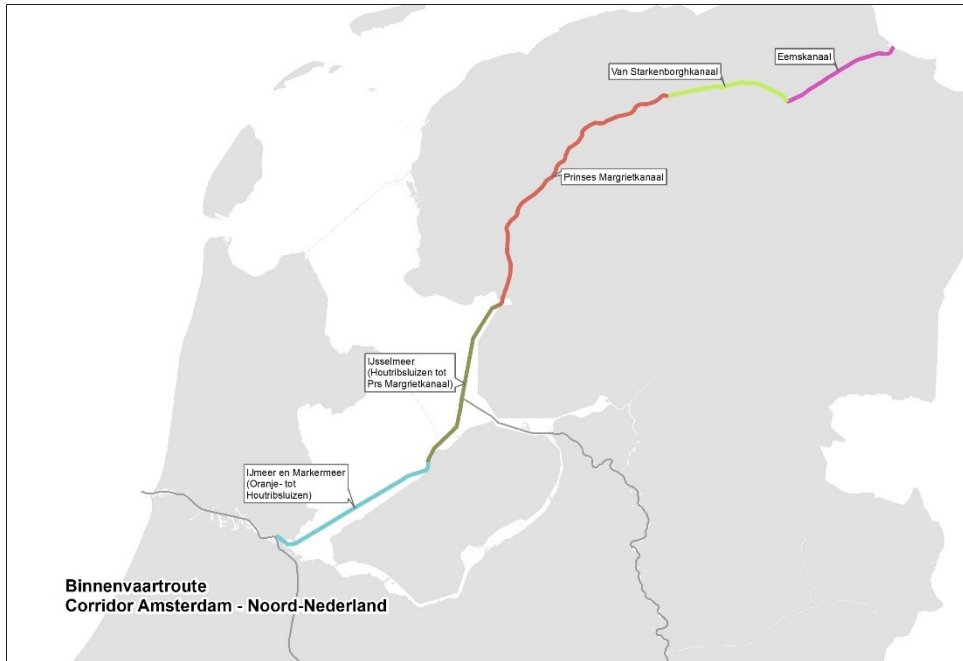 Eemskanaal
Van Starkenborghkanaal
Prinses Margrietkanaal
IJsselmeer
(Houtribsluizen tot
Prs Margrietkanaal)
IJmeer en Markermeer
(Oranje- tot
Houtribsluizen)
Binnenvaartroute
Corridor Amsterdam - Noord-Nederland